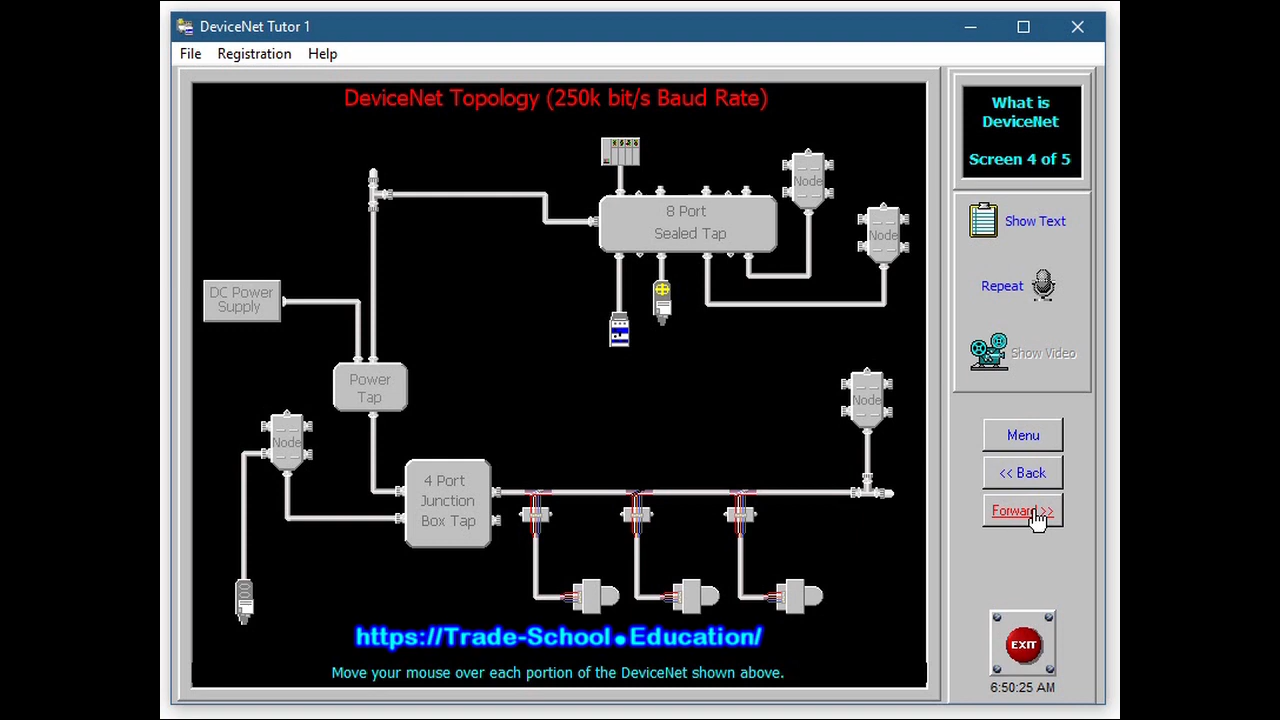 DeviceNet Tutor 1
File Registration Help
DeviceNet Topology (250k bit/s Baud Rate)
What is
DeviceNet
Screen 4 of 5
Node
8 Port
Sealed Tap
Node
Show Text
Repeat
DC Power
Supply
Show Video
Power
Tap
Node
Node
Menu
4 Port
Junction
Box Tap
<< Back
Forward >>
https://Trade-School.Education/
EXIT
Move your mouse over each portion of the DeviceNet shown above.
6:50:25 AM